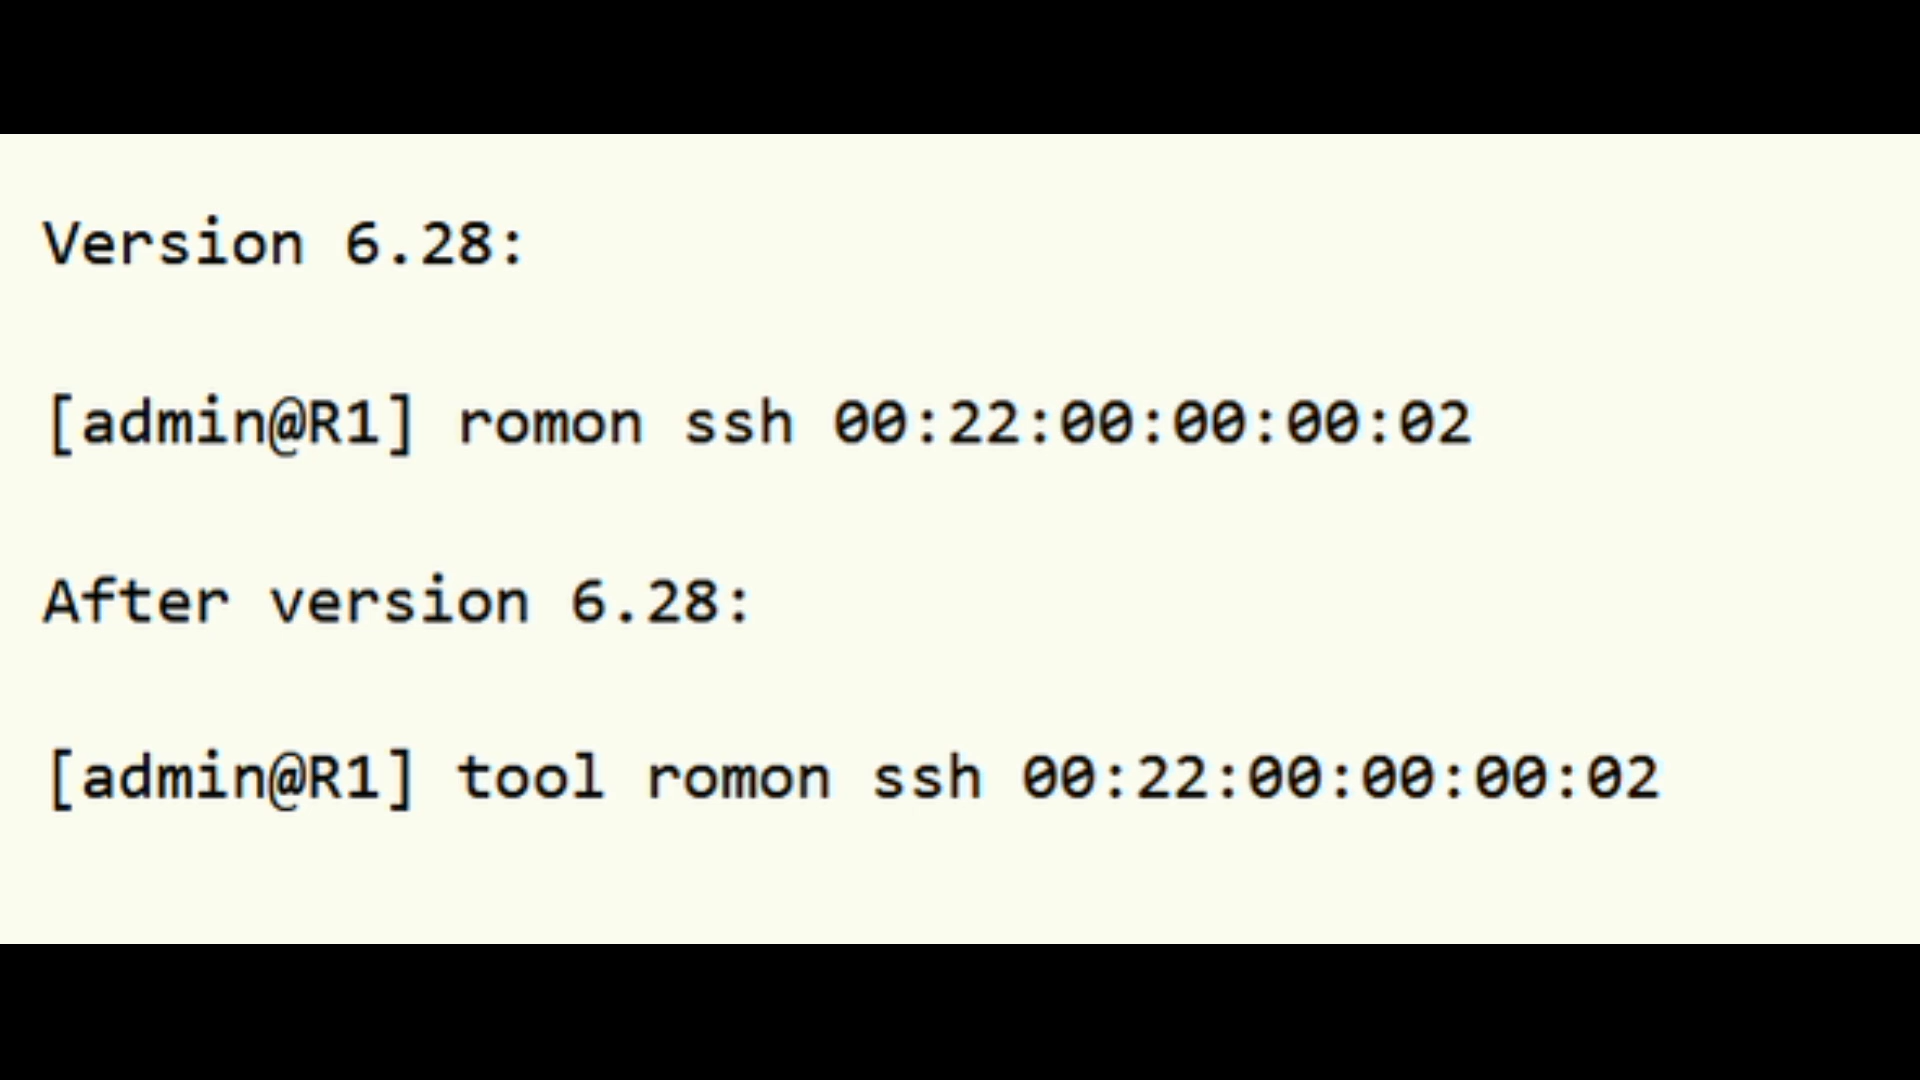 Version 6.28:
[admin@R1] romon ssh 00:22:00:00:00:02
After version 6.28:
[admin@R1] tool romon ssh 00:22:00:00:00:02